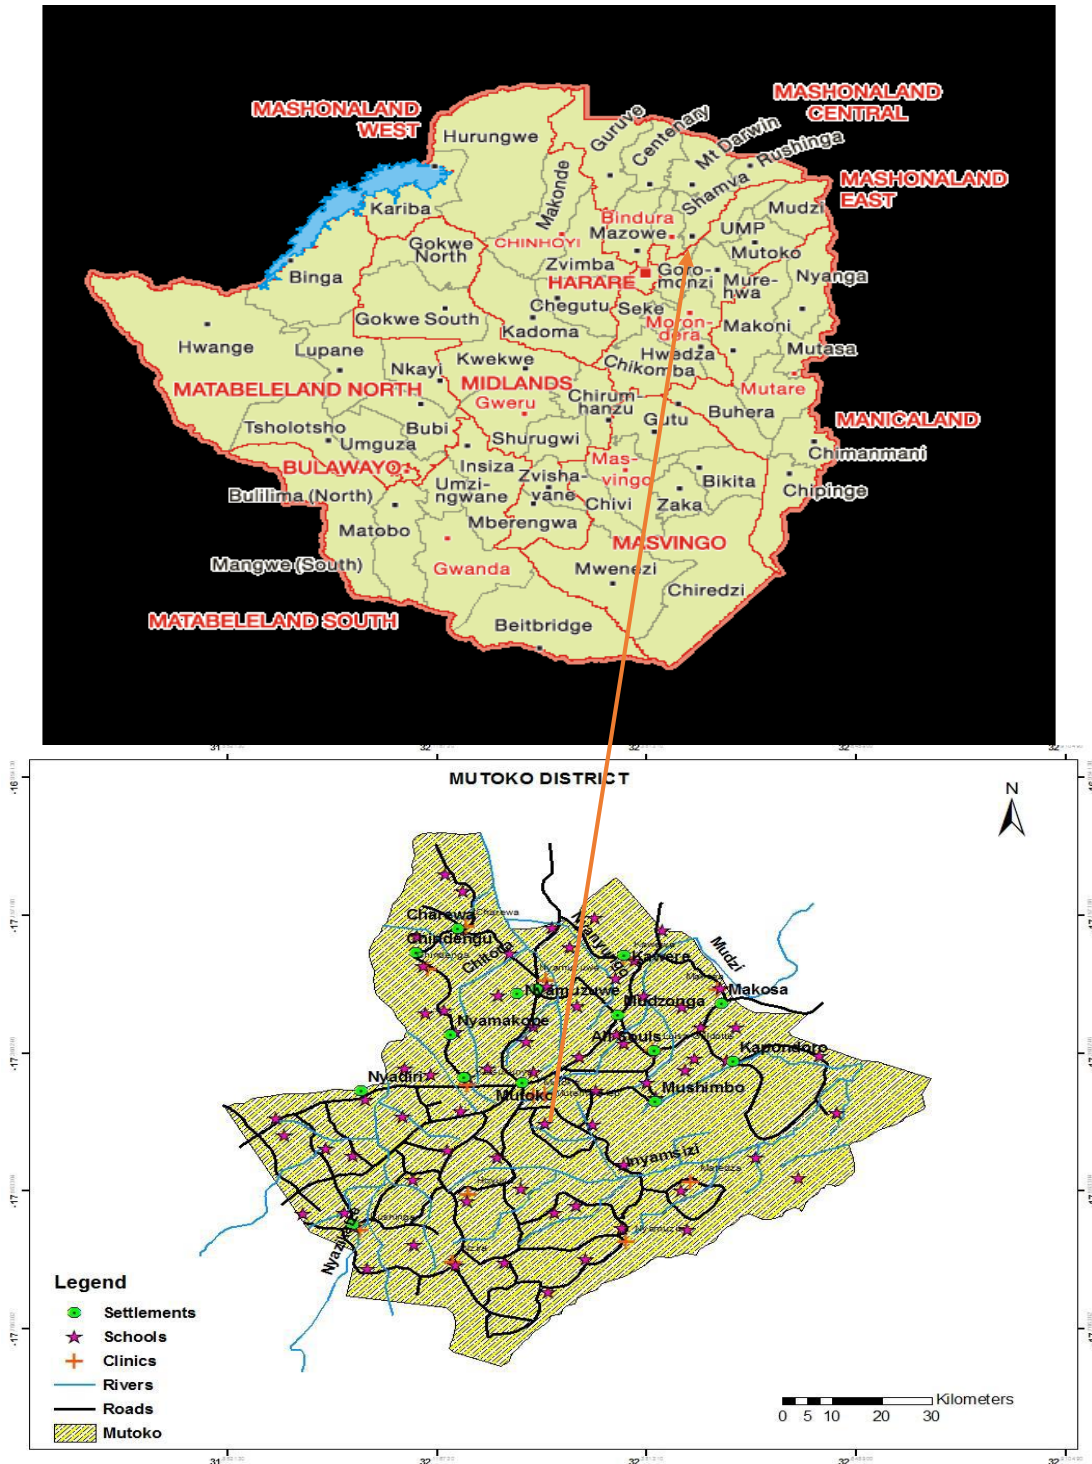 MASHONALAND
CENTRAL
MASHONALAND
WEST
Hurungwe
Guruve
Centenary
Mt Darwin
Rushinga
Makonde
Shamva
MASHONALAND
EAST
Mudzi
Kariba
Bindura
Mazowe
UMP
CHINHOYI
Gokwe
North
Mutoko
Zvimba
Goro-
monzi
Nyanga
Binga
HARARE
Mure-
hwa
Chegutu
Seke
Gokwe South
Kadoma
Moron-
dera
Makoni
Hwange
Lupane
Hwedza
Mutasa
Kwekwe
Chikomba
Nkayi
MATABELELAND NORTH
MIDLANDS
Mutare
Gweru
Chirum-
hanzu
Gutu
Buhera
MANICALAND
Tsholotsho
Bubi
Umguza
Shurugwi
Chimanmani
BULAWAYO
Insiza
Mas-
vingo
Zvisha-
vane
Bikita
Chipinge
Bulilima (North)
Umzi-
ngwane
Chivi
Zaka
Matobo
Mberengwa
MASVINGO
Mangwe (South)
Gwanda
Mwenezi
Chiredzi
MATABELELAND SOUTH
Beitbridge
MUTOKO DISTRICT
N
Charewa
Charewa
Chindengu
Chitora
Kawere
Mudzi
Nyamuzuwe
Nyamuzuwe
Makosa
Mudzonga
Nyamakope
All Souls
Kapondoro
Nyadiri
Mutoko
Mushimbo
Inyamsizi
Legend
Settlements
Schools
Clinics
Rivers
Roads
Mutoko
Kilometers
0 5 10 20 30